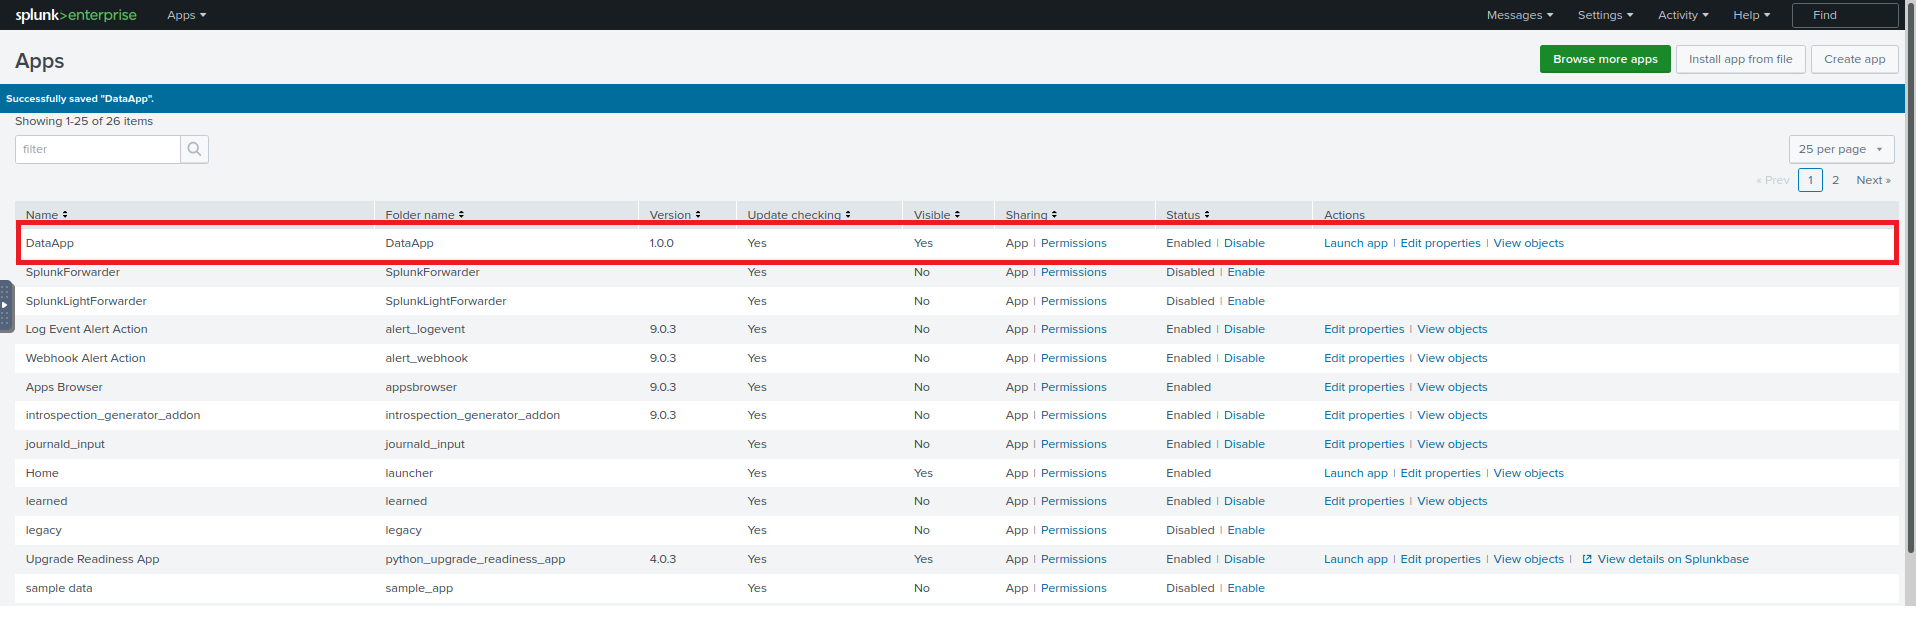 splunk>enterprise Apps Messages Settings Activity Help Find
Apps Browse more apps Install app from file Create app
Successfully saved "DataApp".
Showing 1-25 of 26 items
filter 25 per page
« Prev 1 2 Next »
Name Folder name Version Update checking Visible Sharing Status Actions
DataApp DataApp 1.0.0 Yes Yes App | Permissions Enabled | Disable Launch app | Edit properties | View objects
SplunkForwarder SplunkForwarder Yes No App | Permissions Disabled | Enable
SplunkLightForwarder SplunkLightForwarder Yes No App | Permissions Disabled | Enable
Log Event Alert Action alert_logevent 9.0.3 Yes No App | Permissions Enabled | Disable Edit properties | View objects
Webhook Alert Action alert_webhook 9.0.3 Yes No App | Permissions Enabled | Disable Edit properties | View objects
Apps Browser appsbrowser 9.0.3 Yes No App | Permissions Enabled Edit properties | View objects
introspection_generator_addon introspection_generator_addon 9.0.3 Yes No App | Permissions Enabled | Disable Edit properties | View objects
journald_input journald_input Yes No App | Permissions Enabled | Disable Edit properties | View objects
Home launcher Yes Yes App | Permissions Enabled Launch app | Edit properties | View objects
learned learned Yes No App | Permissions Enabled | Disable Edit properties | View objects
legacy legacy Yes No App | Permissions Disabled | Enable
Upgrade Readiness App python_upgrade_readiness_app 4.0.3 Yes Yes App | Permissions Enabled | Disable Launch app | Edit properties | View objects | View details on Splunkbase
sample data sample_app Yes No App | Permissions Disabled | Enable